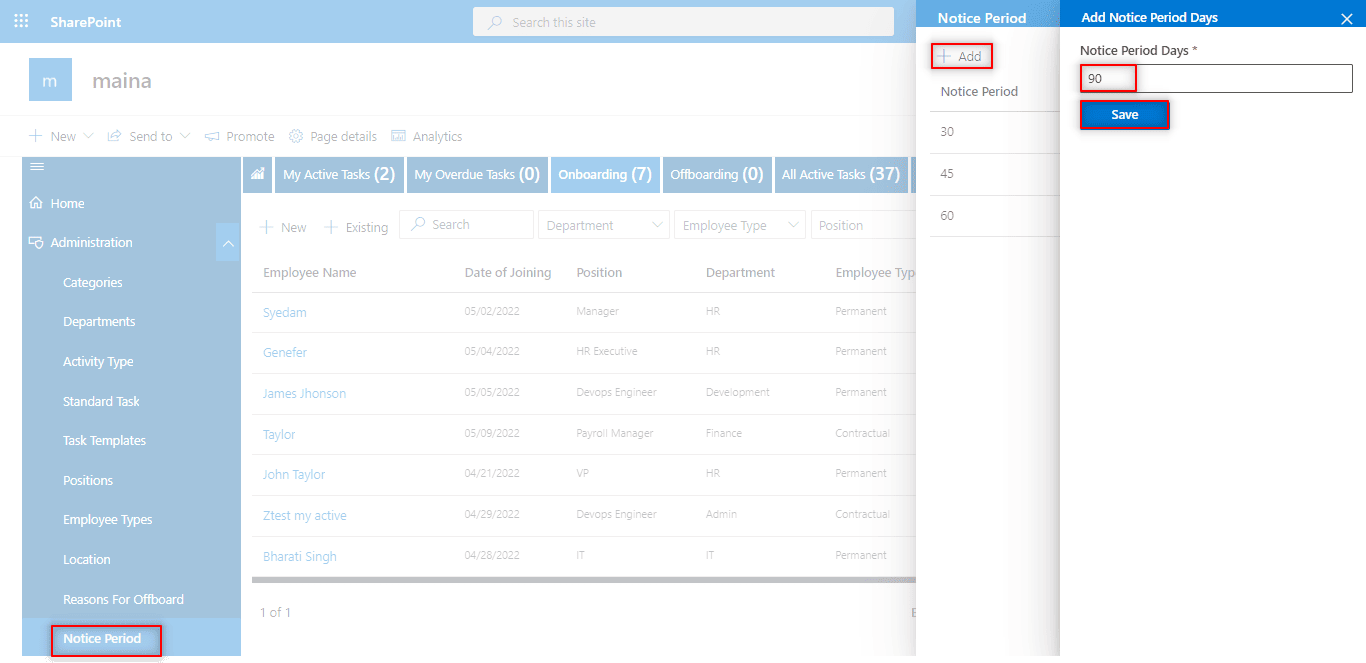 SharePoint
Search this site
Notice Period
Add Notice Period Days
m
maina
Add
Notice Period Days *
90
Save
Notice Period
30
45
60
New
Send to
Promote
Page details
Analytics
My Active Tasks (2)
My Overdue Tasks (0)
Onboarding (7)
Offboarding (0)
All Active Tasks (37)
Home
Administration
Categories
Departments
Activity Type
Standard Task
Task Templates
Positions
Employee Types
Location
Reasons For Offboard
Notice Period
New
Existing
Search
Department
Employee Type
Position
Employee Name Date of Joining Position Department Employee Typ
Syedam 05/02/2022 Manager HR Permanent
Genefer 05/04/2022 HR Executive HR Permanent
James Jhonson 05/05/2022 Devops Engineer Development Permanent
Taylor 05/09/2022 Payroll Manager Finance Contractual
John Taylor 04/21/2022 VP HR Permanent
Ztest my active 04/29/2022 Devops Engineer Admin Contractual
Bharati Singh 04/28/2022 IT IT Permanent
1 of 1